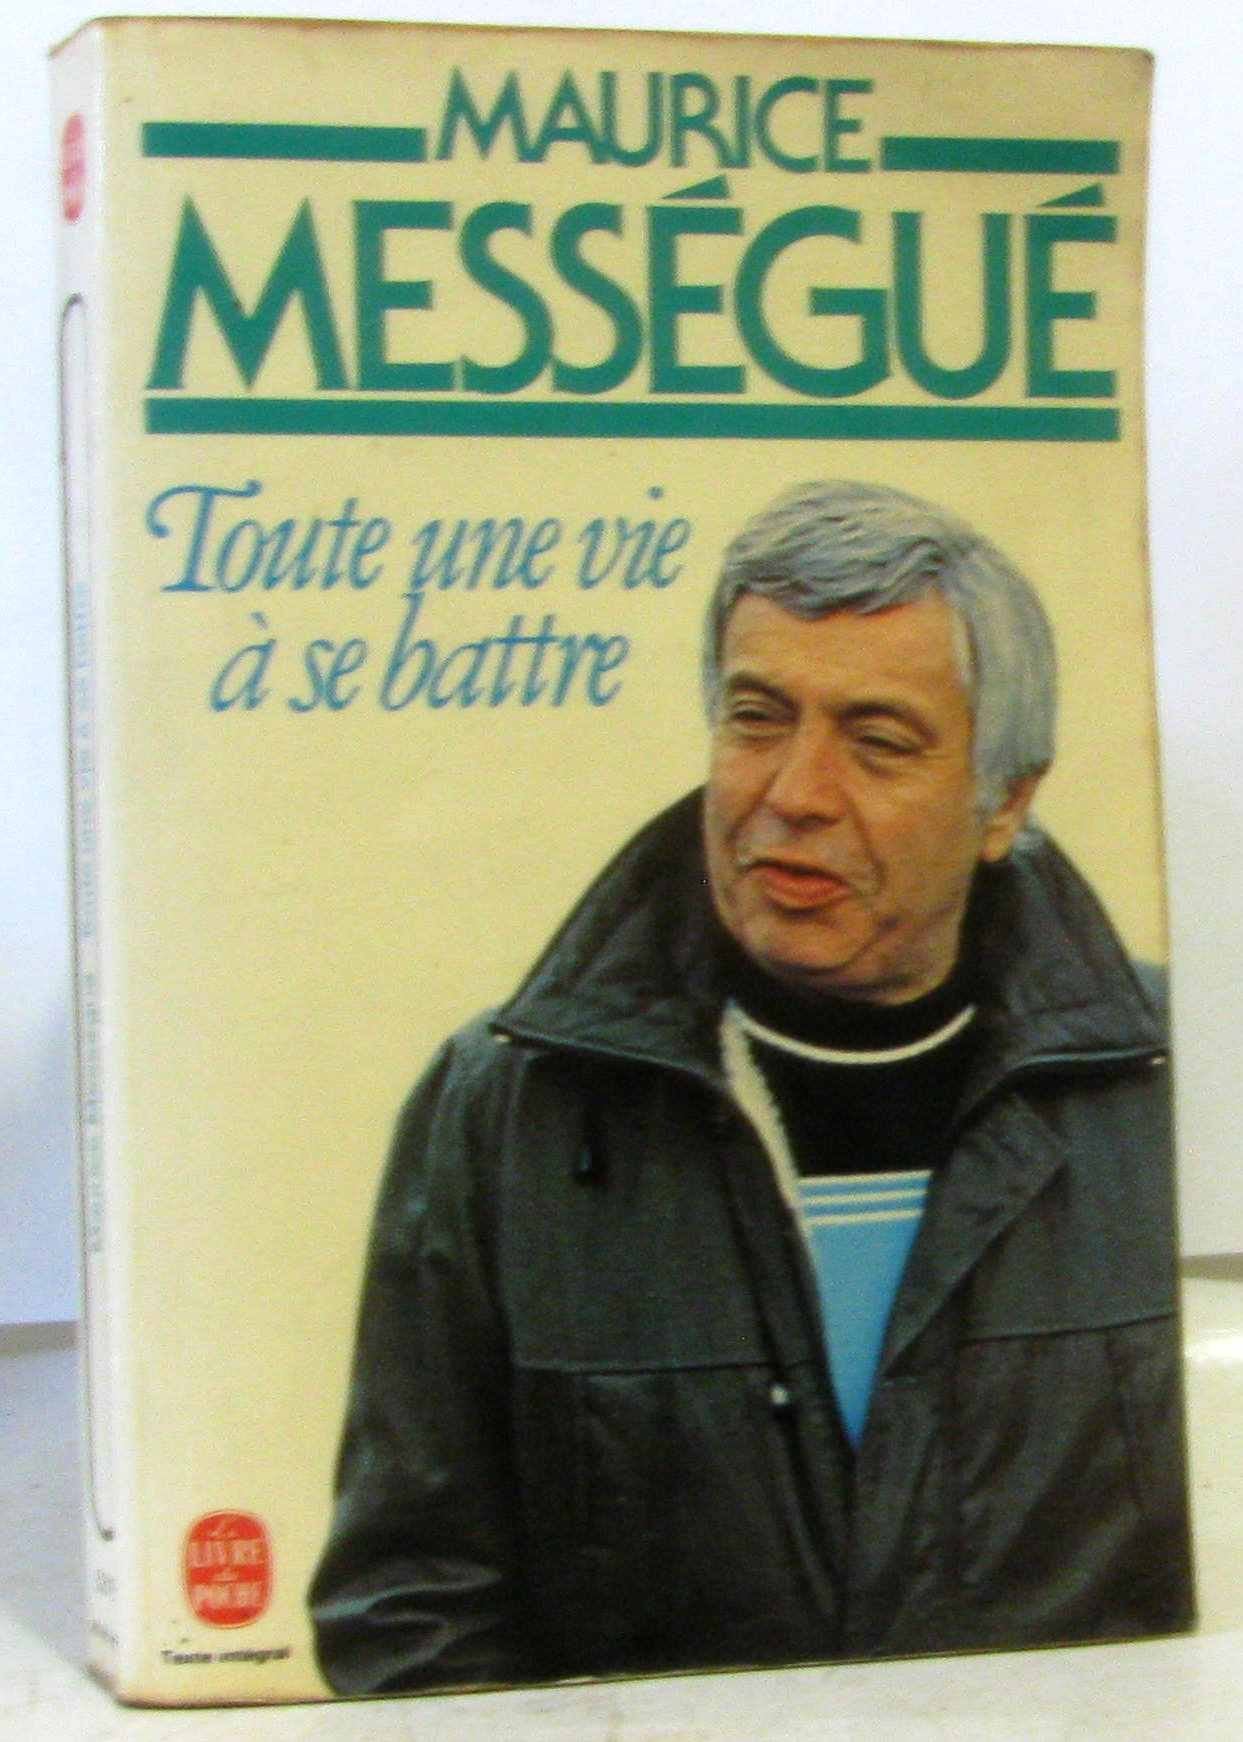 MAURICE
MESSÉGUÉ
Toute une vie
à se battre
Le
LIVRE
de
POCHE
Texte intégral